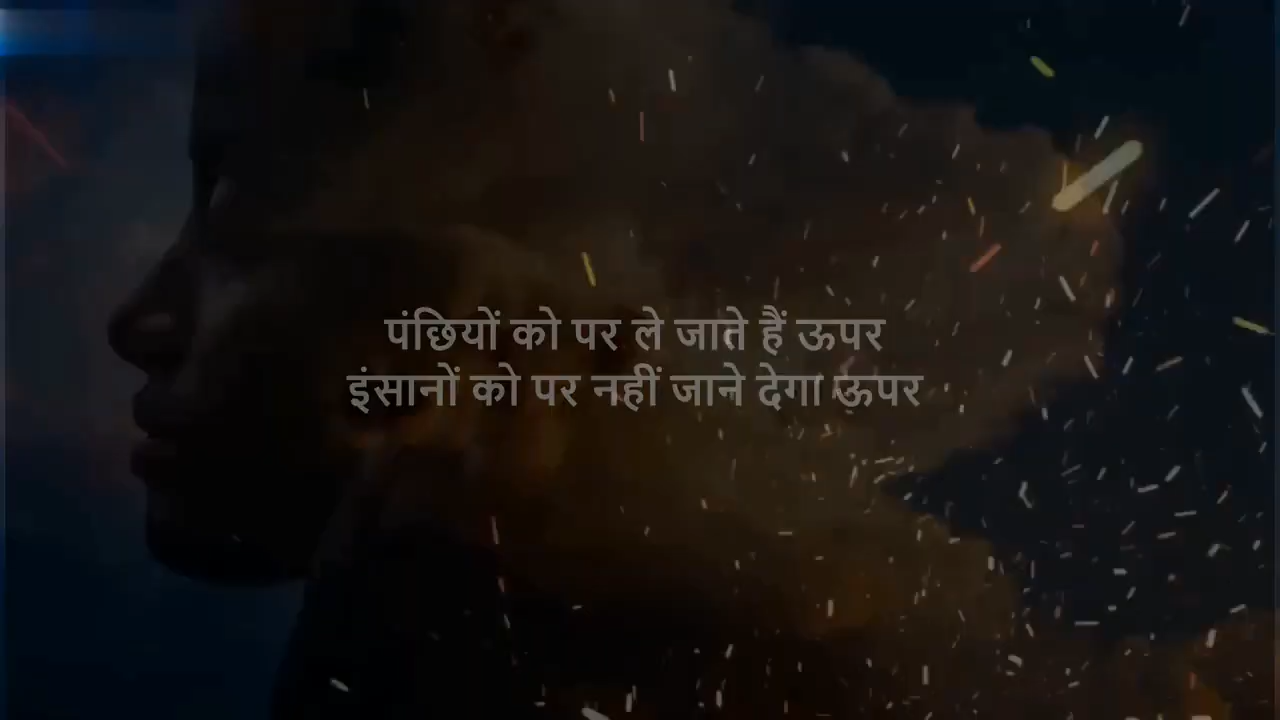 पंछियों को पर ले जाते हैं ऊपर
इंसानों को पर नहीं जाने देगा ऊपर